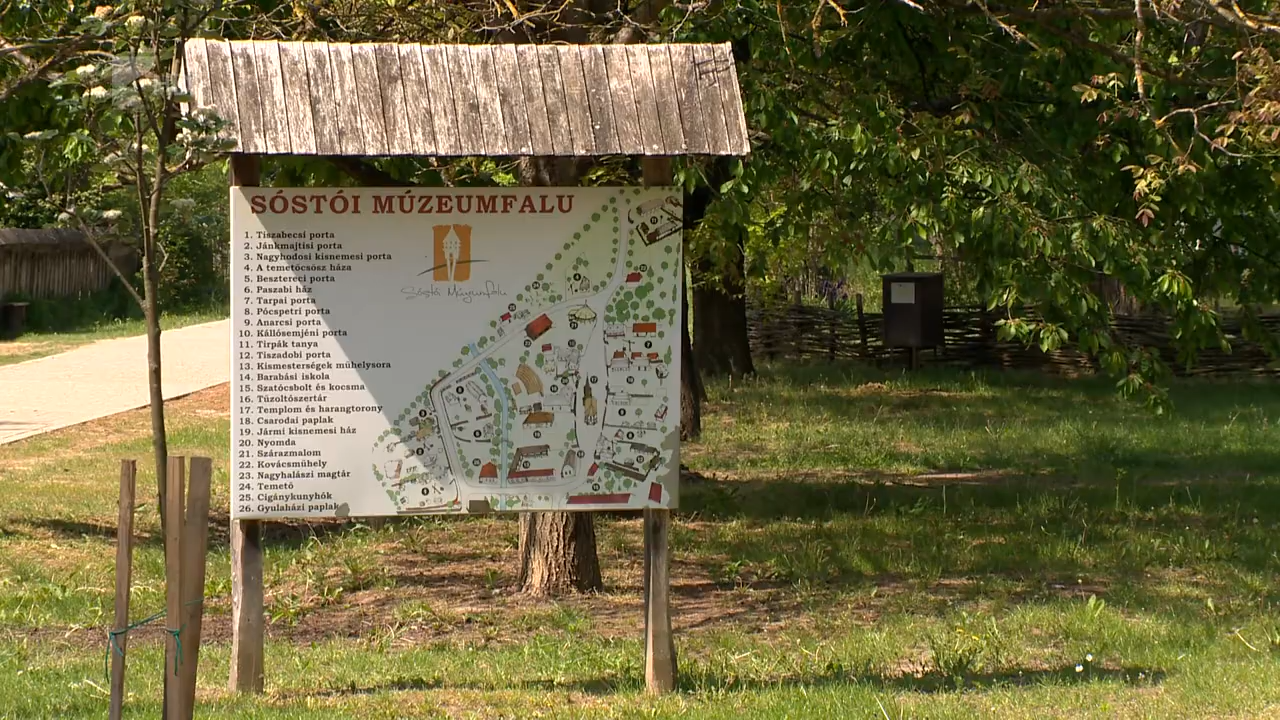 SÓSTÓI MÚZEUMFALU
1. Tiszabecsi porta
2. Jánkmajtisi porta
3. Nagyhodosi kisnemesi porta
4. A temetőcsősz háza
5. Beszterei porta
6. Paszabi ház
7. Tarpai porta
8. Pócspetri porta
9. Anarcsi porta
10. Kállósemjéni porta
11. Tirpák tanya
12. Tiszadobi porta
13. Kismesterségek műhelysora
14. Barabási iskola
15. Szatócsbolt és kocsma
16. Tűzoltószertár
17. Templom és harangtorony
18. Csarodai paplak
19. Jármi kisnemesi ház
20. Nyomda
21. Szárazmalom
22. Kovácsműhely
23. Nagyhalászi magtár
24. Temető
25. Cigánykunyhók
26. Gyulaházi paplak
Sóstó Múzeumfalu